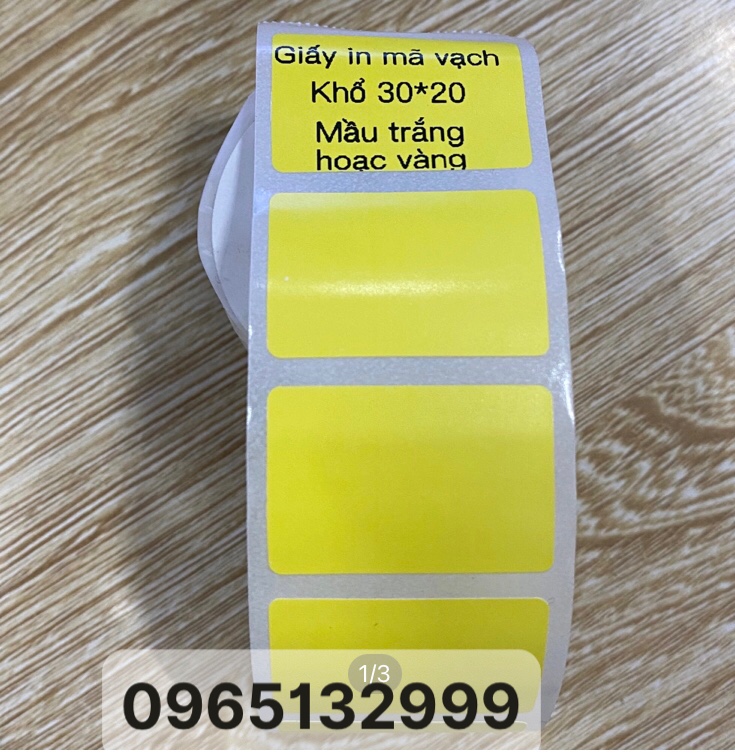 Giấy in mã vạch
Khổ 30*20
Mầu trắng
hoạc vàng
1/3
0965132999